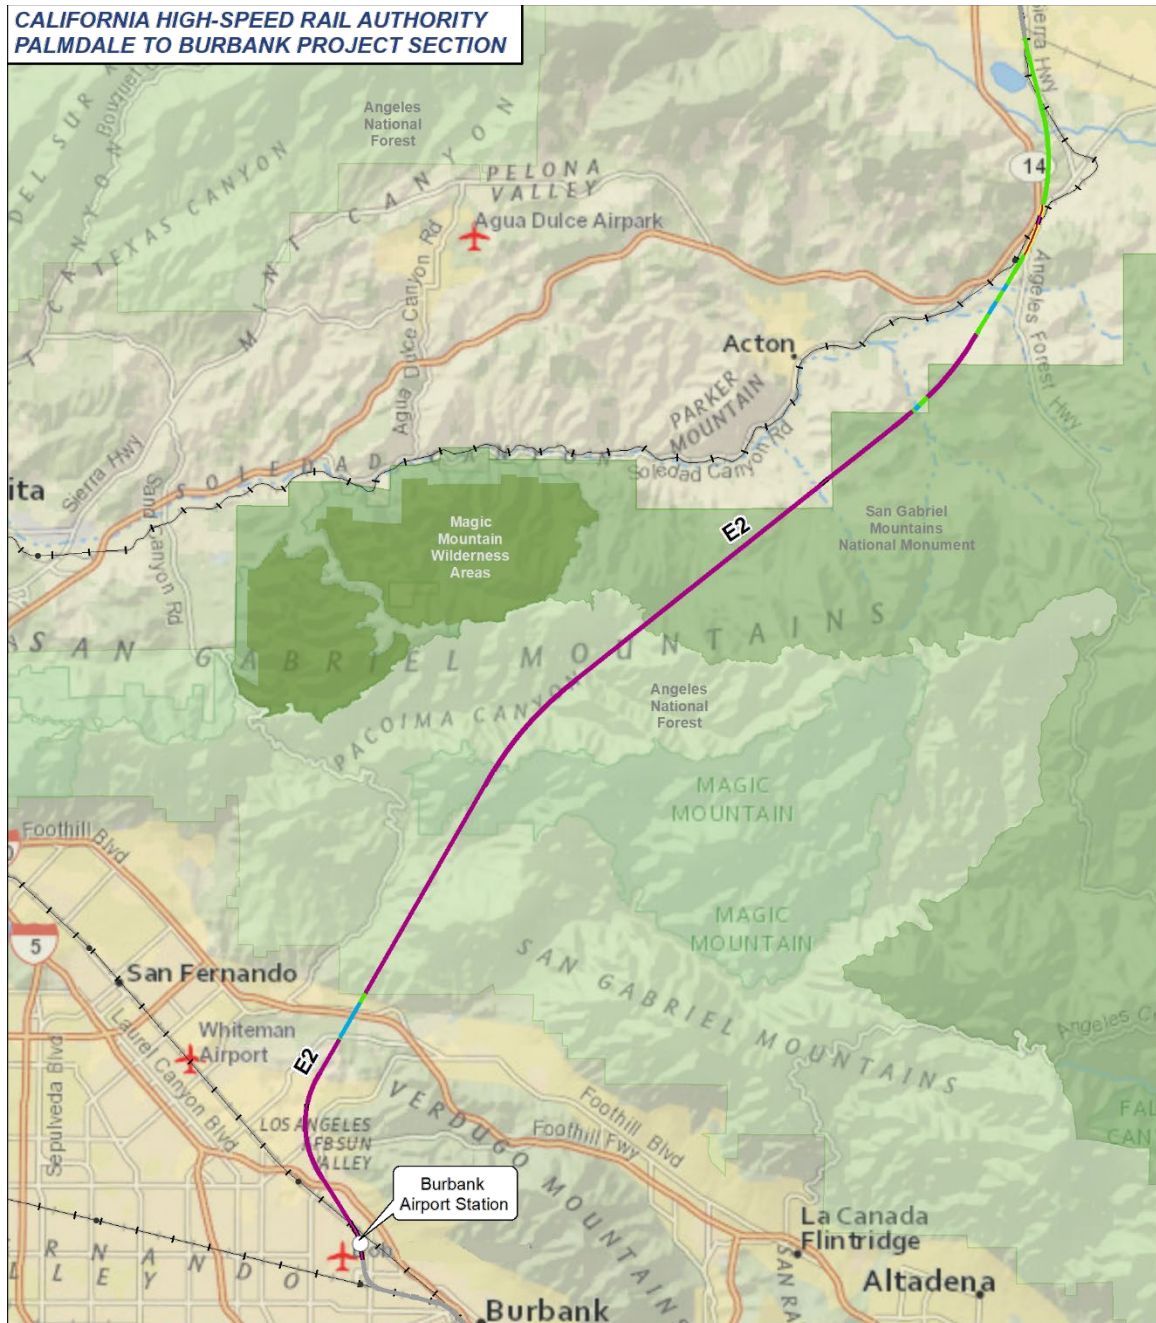 CALIFORNIA HIGH-SPEED RAIL AUTHORITY
PALMDALE TO BURBANK PROJECT SECTION
Sierra Hwy
Bouquet
DEL SUR
Angeles
National
Forest
TEXAS CANYON
MINT CANYON
PELONA
VALLEY
14
Agua Dulce Airpark
Agua Dulce Canyon Rd
Angeles Forest Hwy
Acton
PARKER
MOUNTAIN
Sierra Hwy
ita
SOLEDAD CANYON
Soledad Canyon Rd
Sand Canyon Rd
Magic
Mountain
Wilderness
Areas
E2
San Gabriel
Mountains
National Monument
SAN GABRIEL MOUNTAINS
Angeles
National
Forest
PACOIMA CANYON
MAGIC
MOUNTAIN
Foothill Blvd
MAGIC
MOUNTAIN
5
San Fernando
SAN GABRIEL MOUNTAINS
Whiteman
Airport
Laurel Canyon Blvd
Sepulveda Blvd
E2
VERDUGO MOUNTAINS
Foothill Blvd
Foothill Fwy
LOS ANGELES
FB SUN
VALLEY
Burbank
Airport Station
La Canada
Flintridge
Altadena
Burbank